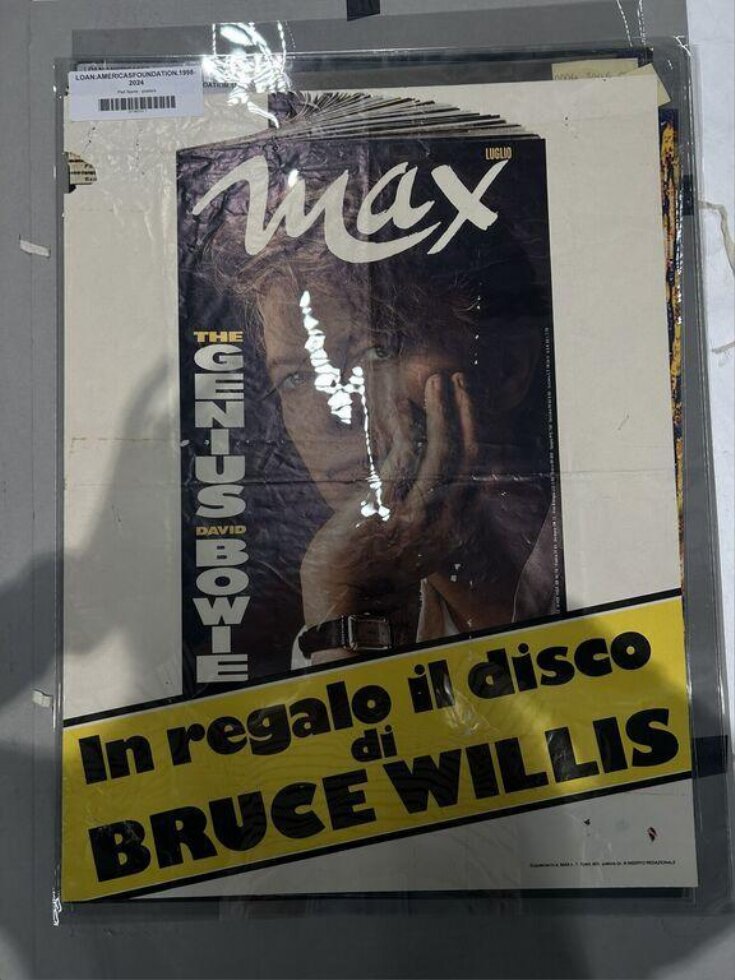 LOAN:AMERICASFOUNDATION.1998-
2024
LUGLIO
max
THE
GENIUS
DAVID
BOWIE
In regalo il disco
di
BRUCE WILLIS